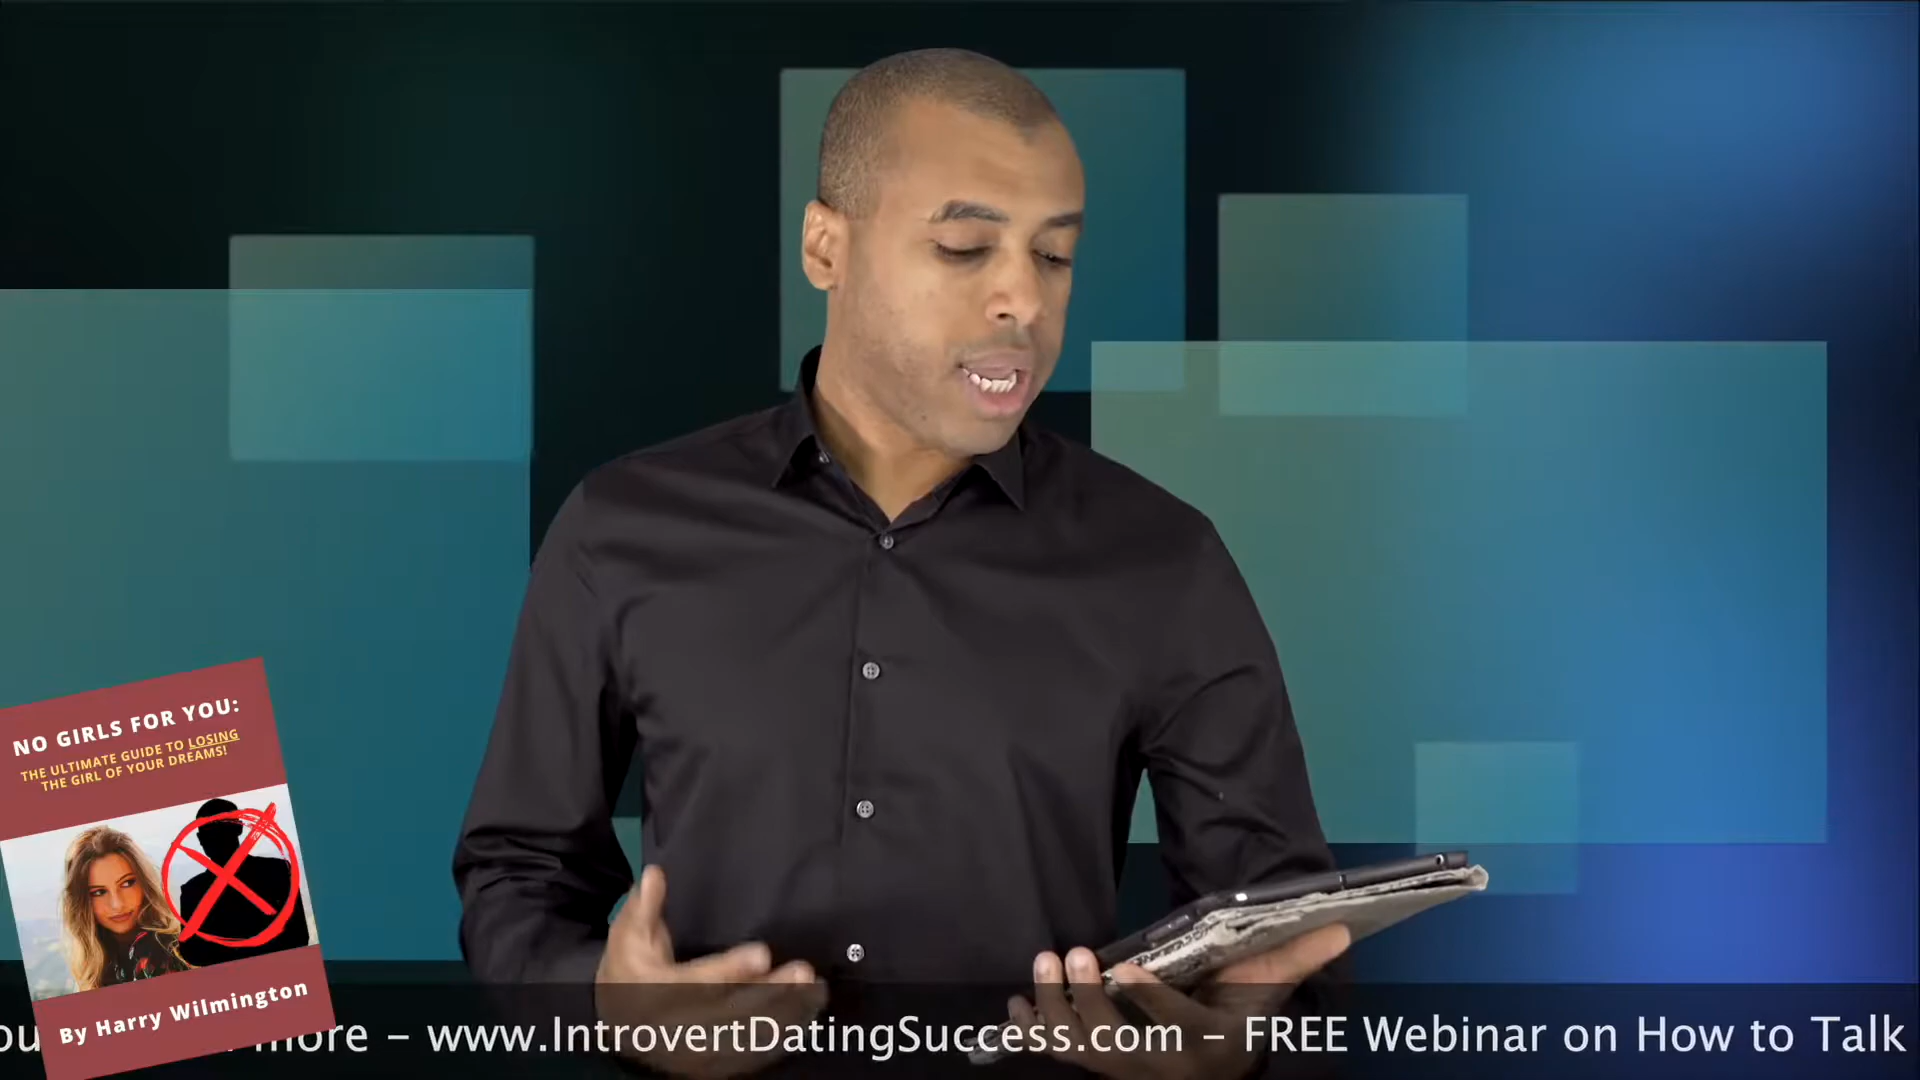 NO GIRLS FOR YOU:
THE ULTIMATE GUIDE TO LOSING
THE GIRL OF YOUR DREAMS!
By Harry Wilmington
more – www.IntrovertDatingSuccess.com – FREE Webinar on How to Talk